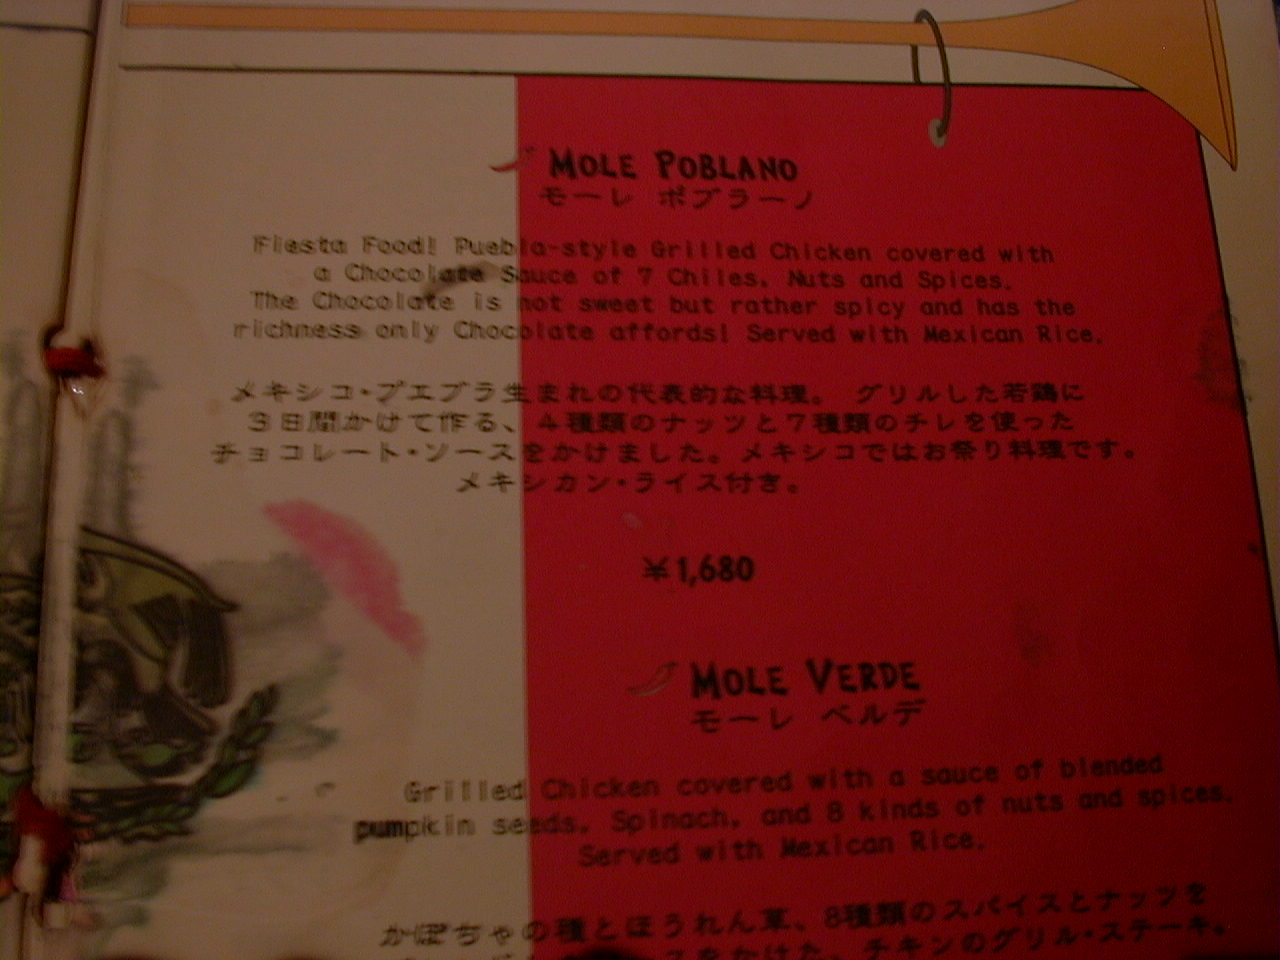 MOLE POBLANO
モーレ ポブラーノ
Fiesta Food! Puebla-style Grilled Chicken covered with
a Chocolate Sauce of 7 Chiles, Nuts and Spices.
The Chocolate is not sweet but rather spicy and has the
richness only Chocolate affords! Served with Mexican Rice.
メキシコ・プエブラ生まれの代表的な料理。 グリルした若鶏に
3日間かけて作る、4種類のナッツと7種類のチレを使った
チョコレート・ソースをかけました。メキシコではお祭り料理です。
メキシカン・ライス付き。
¥1,680
MOLE VERDE
モーレ ベルデ
Grilled Chicken covered with a sauce of blended
pumpkin seeds, Spinach, and 8 kinds of nuts and spices.
Served with Mexican Rice.
かぼちゃの種とほうれん草、8種類のスパイスとナッツを
をかけた、チキンのグリル・ステーキ。